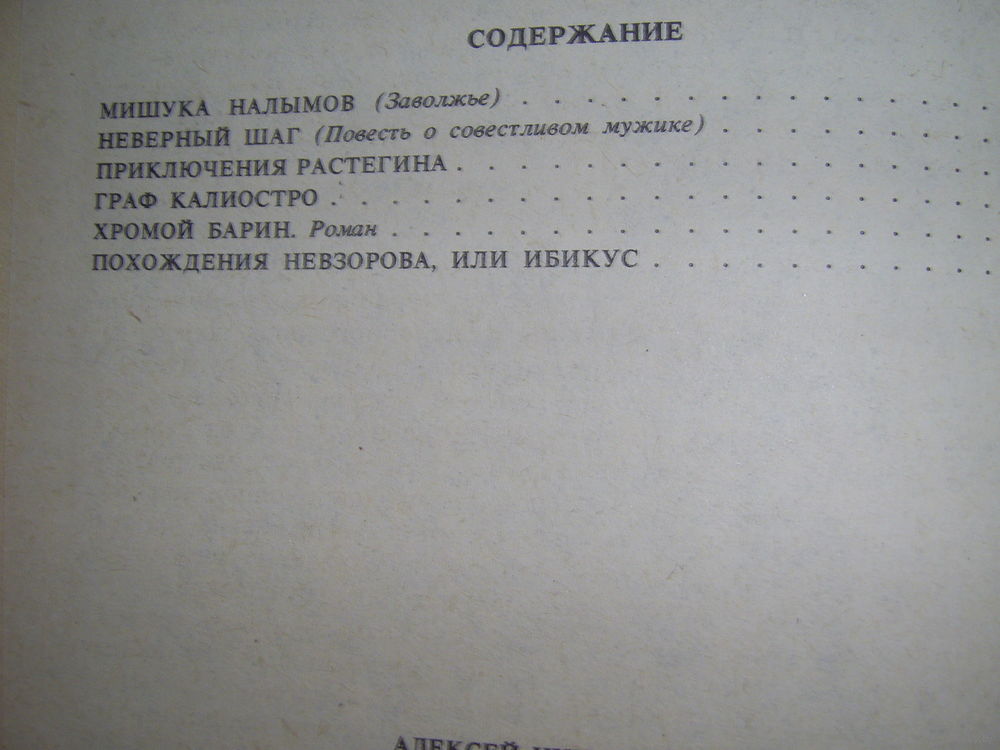 СОДЕРЖАНИЕ
МИШУКА НАЛЫМОВ (Заволжье) . . . . . . . . . . . . . . .
НЕВЕРНЫЙ ШАГ (Повесть о совестливом мужике) . . . . . . . . .
ПРИКЛЮЧЕНИЯ РАСТЕГИНА . . . . . . . . . . . . . . . . .
ГРАФ КАЛИОСТРО . . . . . . . . . . . . . . . . . . . .
ХРОМОЙ БАРИН. Роман . . . . . . . . . . . . . . . . . .
ПОХОЖДЕНИЯ НЕВЗОРОВА, ИЛИ ИБИКУС . . . . . . . . . .
АЛЕКСЕЙ